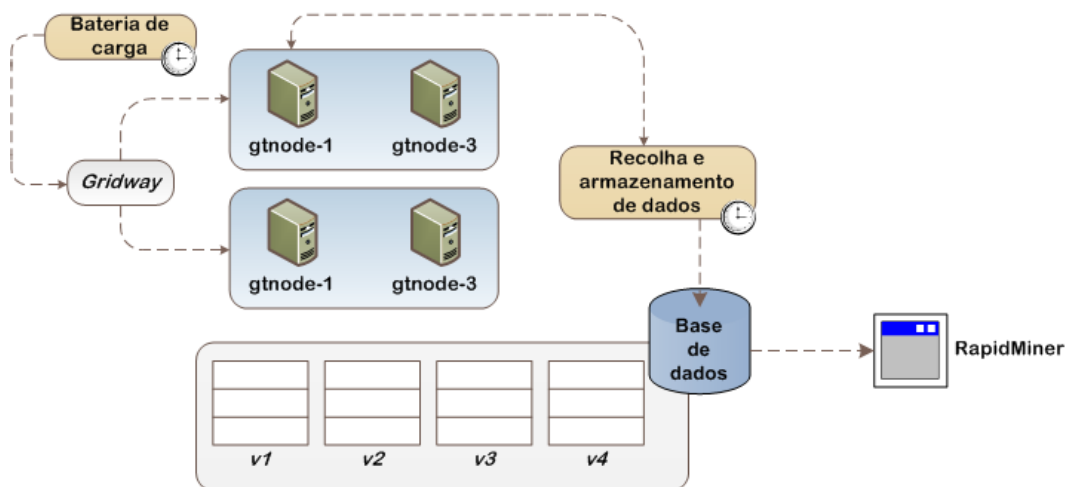 Bateria de
carga
gtnode-1
gtnode-3
Gridway
Recolha e
armazenamento
de dados
gtnode-1
gtnode-3
Base
de
dados
RapidMiner
v1
v2
v3
v4